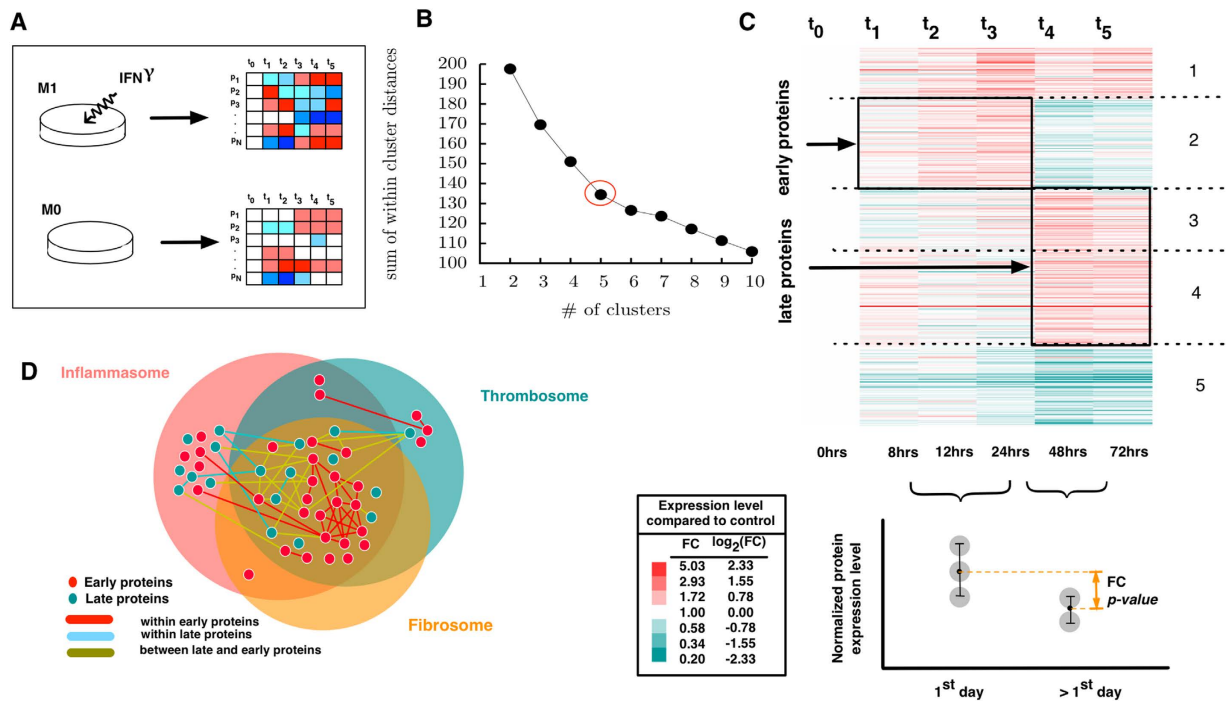 A
M1
IFN γ
t0 t1 t2 t3 t4 t5
P1
P2
P3
.
.
PN
M0
t0 t1 t2 t3 t4 t5
P1
P2
P3
.
.
PN
B
sum of within cluster distances
200
190
180
170
160
150
140
130
120
110
100
1 2 3 4 5 6 7 8 9 10
# of clusters
C
t0 t1 t2 t3 t4 t5
early proteins
late proteins
1
2
3
4
5
0hrs 8hrs 12hrs 24hrs 48hrs 72hrs
Normalized protein
expression level
FC
p-value
1st day > 1st day
D
Inflammasome
Thrombosome
Fibrosome
Early proteins
Late proteins
within early proteins
within late proteins
between late and early proteins
Expression level
compared to control
FC log2(FC)
5.03 2.33
2.93 1.55
1.72 0.78
1.00 0.00
0.58 -0.78
0.34 -1.55
0.20 -2.33